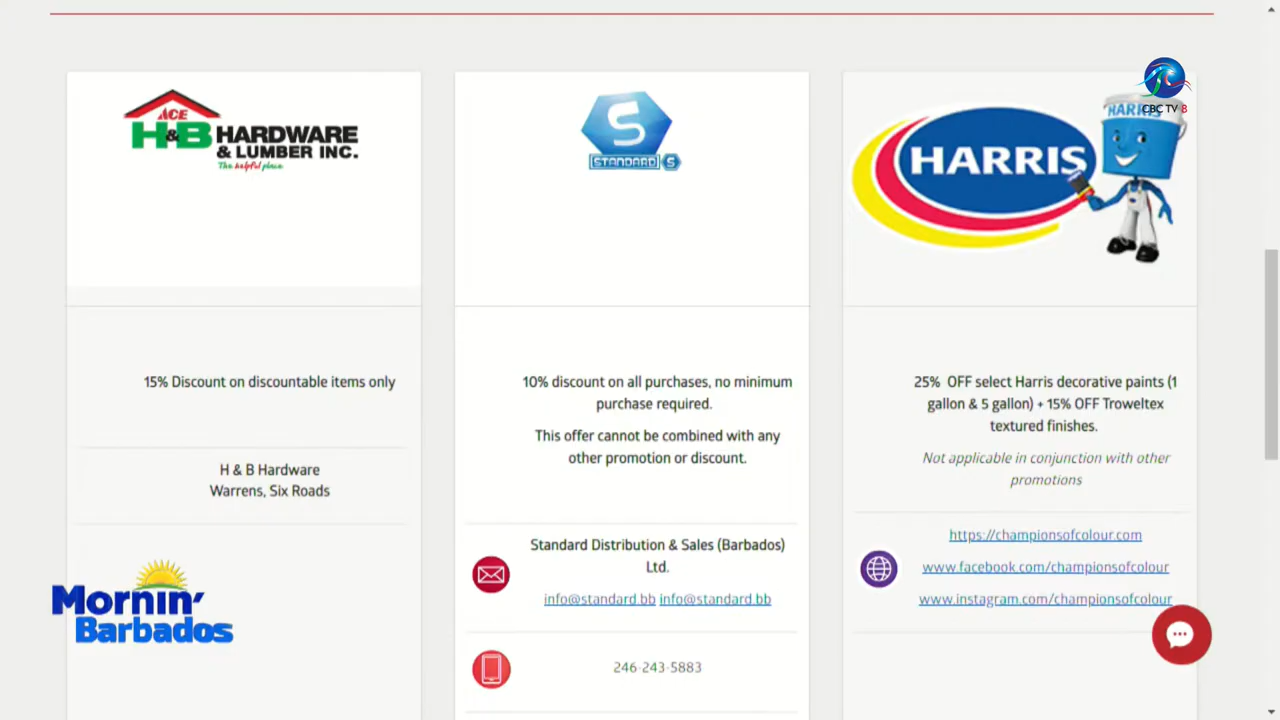 ACE
H&B HARDWARE
& LUMBER INC.
The helpful place
15% Discount on discountable items only
H & B Hardware
Warrens, Six Roads
S
STANDARD S
10% discount on all purchases, no minimum
purchase required.
This offer cannot be combined with any
other promotion or discount.
Standard Distribution & Sales (Barbados)
Ltd.
info@standard.bb info@standard.bb
246-243-5883
HARRIS
HARRIS
CBC TV 8
25% OFF select Harris decorative paints (1
gallon & 5 gallon) + 15% OFF Troweltex
textured finishes.
Not applicable in conjunction with other
promotions
https://championsofcolour.com
www.facebook.com/championsofcolour
www.instagram.com/championsofcolour
Mornin'
Barbados